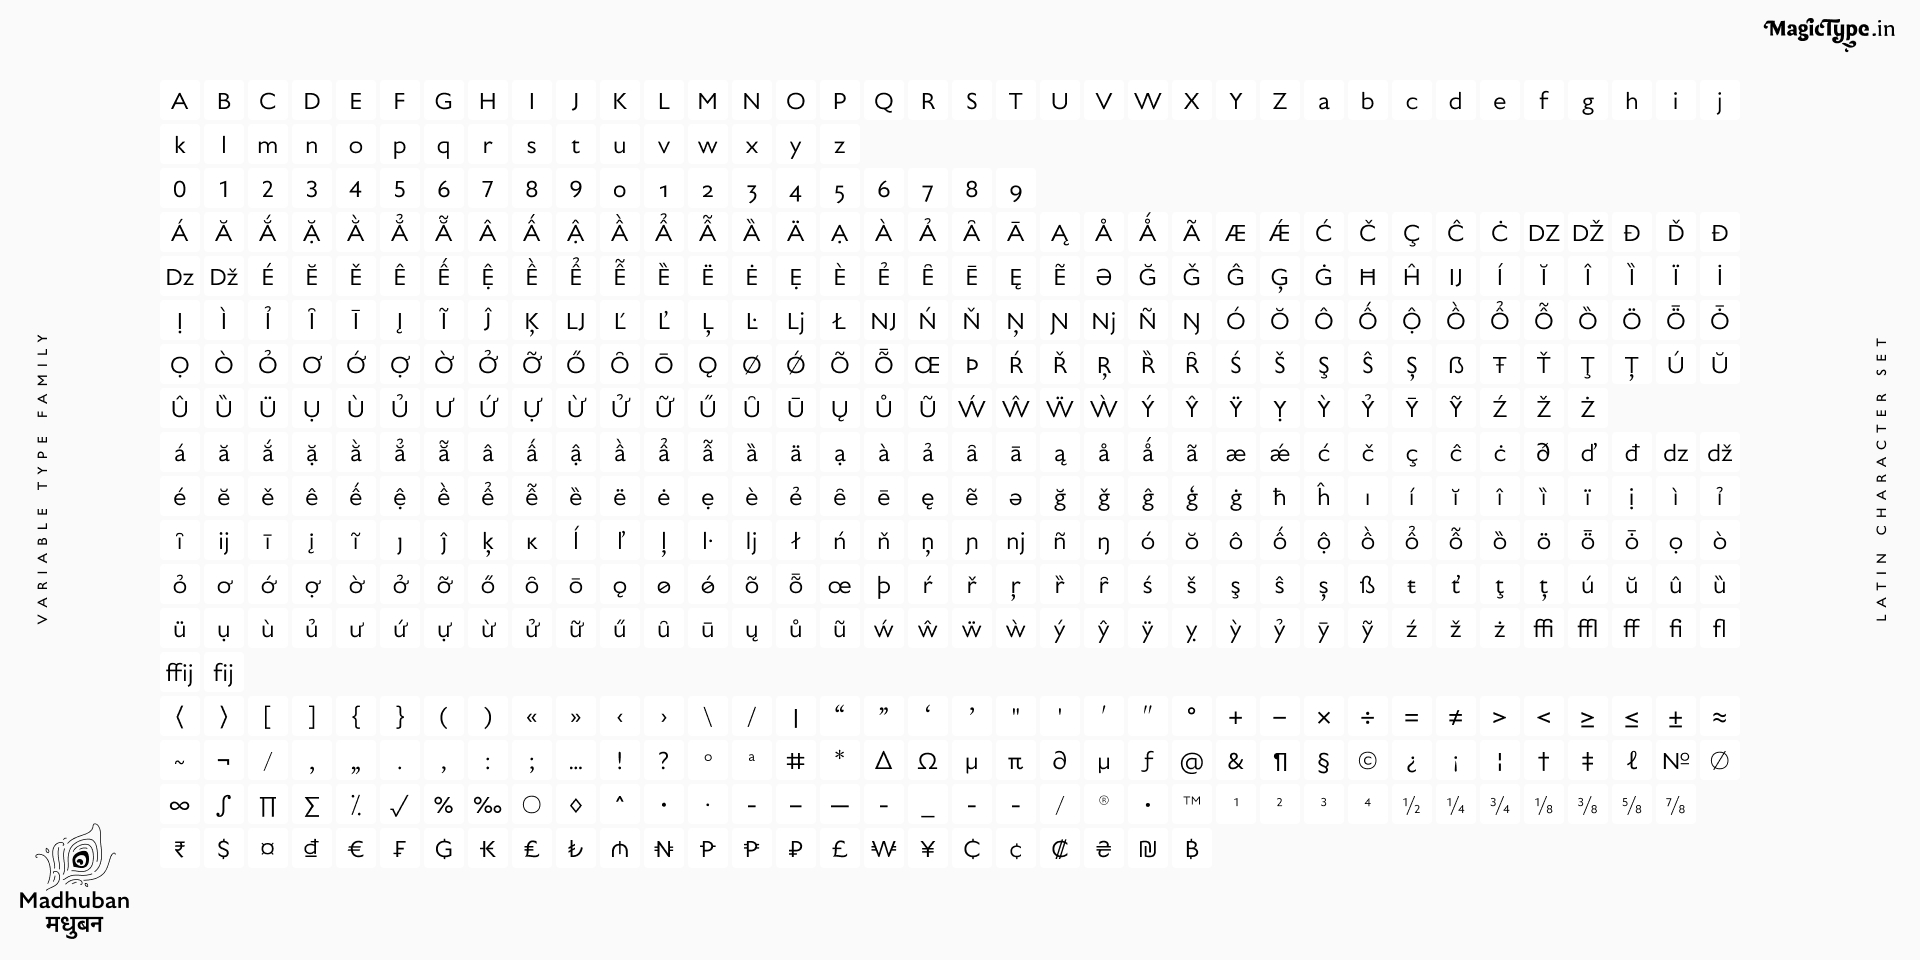 MagicType.in
A B C D E F G H I J K L M N O P Q R S T U V W X Y Z a b c d e f g h i j
k l m n o p q r s t u v w x y z
0 1 2 3 4 5 6 7 8 9 0 1 2 3 4 5 6 7 8 9
Á Ă Ắ Ặ Ằ Ẳ Ẵ Â Ấ Ậ Ầ Ẩ Ẫ Ȁ Ä Ạ À Ả Ȃ Ā Ą Å Ǻ Ã Æ Ǽ Ć Č Ç Ĉ Ċ DZ DŽ Đ Ď Đ
Dz Dž É Ĕ Ě Ê Ế Ệ Ề Ể Ễ Ȅ Ë Ė Ẹ È Ẻ Ȇ Ē Ę Ẽ Ə Ğ Ǧ Ĝ Ģ Ġ Ħ Ĥ IJ Í Ĭ Î Ȉ Ï İ
Ị Ì Ỉ Ȋ Ī Į Ĩ Ĵ Ķ LJ Ľ Ľ Ļ Ŀ Lj Ł NJ Ń Ň Ņ Ɲ Nj Ñ Ŋ Ó Ŏ Ô Ố Ộ Ồ Ổ Ỗ Ȍ Ö Ȫ Ȱ
Ọ Ò Ỏ Ơ Ớ Ợ Ờ Ở Ỡ Ő Ȏ Ō Ǫ Ø Ǿ Õ Ȭ Œ Þ Ŕ Ř Ŗ Ȑ Ȓ Ś Š Ş Ŝ Ș ẞ Ŧ Ť Ţ Ț Ú Ŭ
Û Ȕ Ü Ụ Ù Ủ Ư Ứ Ự Ừ Ử Ữ Ű Ȗ Ū Ų Ů Ũ Ẃ Ŵ Ẅ Ẁ Ý Ŷ Ÿ Ỵ Ỳ Ỷ Ȳ Ỹ Ź Ž Ż
á ă ắ ặ ằ ẳ ẵ â ấ ậ ầ ẩ ẫ ȁ ä ạ à ả ȃ ā ą å ǻ ã æ ǽ ć č ç ĉ ċ ð ď đ dz dž
é ĕ ě ê ế ệ ề ể ễ ȅ ë ė ẹ è ẻ ȇ ē ę ẽ ə ğ ǧ ĝ ģ ġ ħ ĥ ı í ĭ î ȉ ï ị ì ỉ
ȋ ij ī į ĩ ȷ ĵ ķ ĸ ĺ ľ ļ ŀ lj ł ń ň ņ ɲ nj ñ ŋ ó ŏ ô ố ộ ồ ổ ỗ ȍ ö ȫ ȱ ọ ò
ỏ ơ ớ ợ ờ ở ỡ ő ȏ ō ǫ ø ǿ õ ȭ œ þ ŕ ř ŗ ȑ ȓ ś š ş ŝ ș ß ŧ ť ţ ț ú ŭ û ȕ
ü ụ ù ủ ư ứ ự ừ ử ữ ű ȗ ū ų ů ũ ẃ ŵ ẅ ẁ ý ŷ ÿ ỵ ỳ ỷ ȳ ỹ ź ž ż ffi ffl ff fi fl
ffij fij
⟨ ⟩ [ ] { } ( ) « » ‹ › \ / | “ ” ‘ ’ " ' ′ ″ ° + − × ÷ = ≠ > < ≥ ≤ ± ≈
~ ¬ / , „ . , : ; … ! ? º ª # * ∆ Ω µ π ∂ μ ƒ @ & ¶ § © ¿ ¡ ¦ † ‡ ℓ № ∅
∞ ∫ ∏ ∑ ⁒ √ % ‰ ○ ◊ ^ • · - – — - _ - - / ® • ™ ¹ ² ³ ⁴ ½ ¼ ¾ ⅛ ⅜ ⅝ ⅞
₹ $ ¤ ₫ € ₣ ₲ ₭ ₤ ₺ ₼ ₦ Ᵽ ₱ ₽ £ ₩ ¥ ₵ ¢ ₡ ₴ ₪ ฿
VARIABLE TYPE FAMILY
LATIN CHARACTER SET
Madhuban
मधुबन